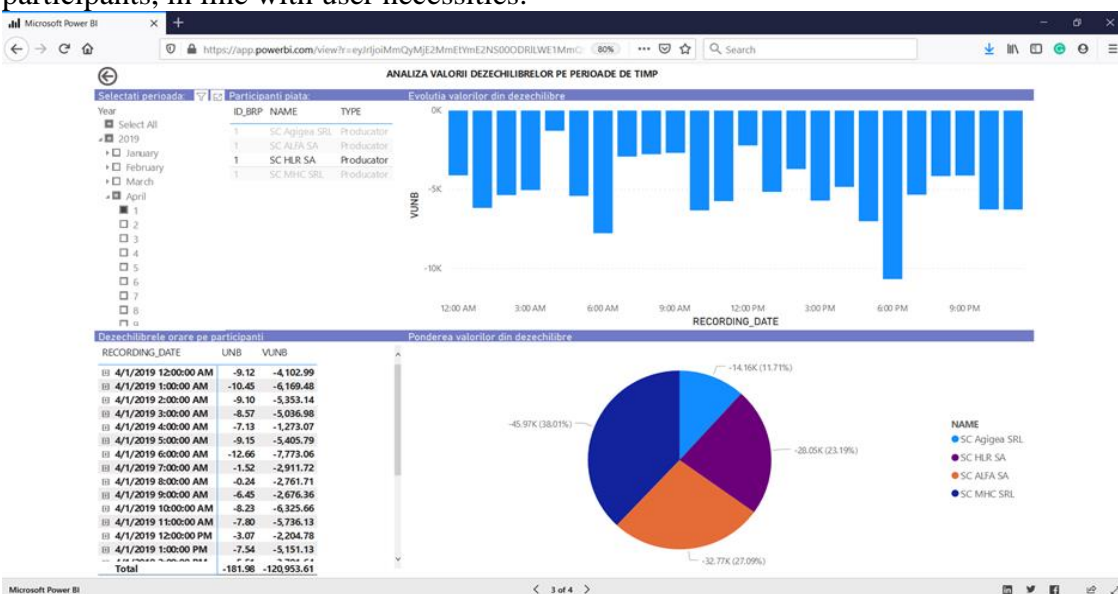 participants, in line with user necessities.
Microsoft Power BI
https://app.powerbi.com/view?r=
80%
Search
ANALIZA VALORII DEZECHILIBRELOR PE PERIOADE DE TIMP
Selectati perioada:
Year
Select All
2019
January
February
March
April
1
2
3
4
5
6
7
8
9
Participanti piata:
ID_BRP NAME TYPE
1 SC Agigea SRL Producator
1 SC ALFA SA Producator
1 SC HLR SA Producator
1 SC MHC SRL Producator
Evolutia valorilor din dezechilibre
VUNB
0K
-5K
-10K
12:00 AM 3:00 AM 6:00 AM 9:00 AM 12:00 PM 3:00 PM 6:00 PM 9:00 PM
RECORDING_DATE
Dezechilibrele orare pe participanti
RECORDING_DATE UNB VUNB
4/1/2019 12:00:00 AM -9.12 -4,102.99
4/1/2019 1:00:00 AM -10.45 -6,169.48
4/1/2019 2:00:00 AM -9.10 -5,353.14
4/1/2019 3:00:00 AM -8.57 -5,036.98
4/1/2019 4:00:00 AM -7.13 -1,273.07
4/1/2019 5:00:00 AM -9.15 -5,405.79
4/1/2019 6:00:00 AM -12.66 -7,773.06
4/1/2019 7:00:00 AM -1.52 -2,911.72
4/1/2019 8:00:00 AM -0.24 -2,761.71
4/1/2019 9:00:00 AM -6.45 -2,676.36
4/1/2019 10:00:00 AM -8.23 -6,325.66
4/1/2019 11:00:00 AM -7.80 -5,736.13
4/1/2019 12:00:00 PM -3.07 -2,204.78
4/1/2019 1:00:00 PM -7.54 -5,151.13
Total -181.98 -120,953.61
Ponderea valorilor din dezechilibre
-14.16K (11.71%)
-28.05K (23.19%)
-32.77K (27.09%)
-45.97K (38.01%)
NAME
SC Agigea SRL
SC HLR SA
SC ALFA SA
SC MHC SRL
Microsoft Power BI
3 of 4